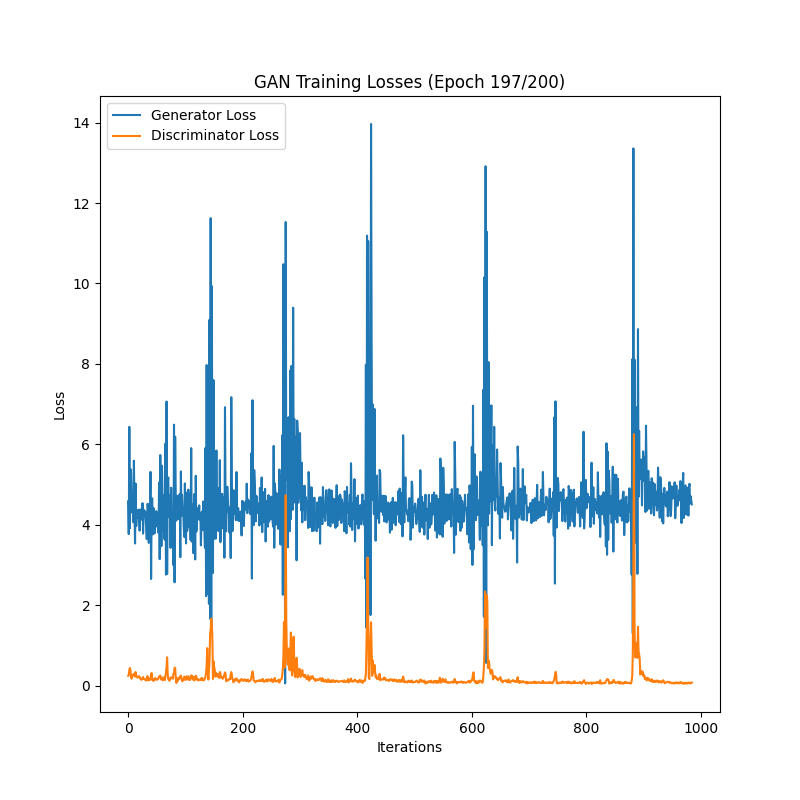 GAN Training Losses (Epoch 197/200)
Generator Loss
Discriminator Loss
14
12
10
8
6
4
2
0
Loss
0 200 400 600 800 1000
Iterations